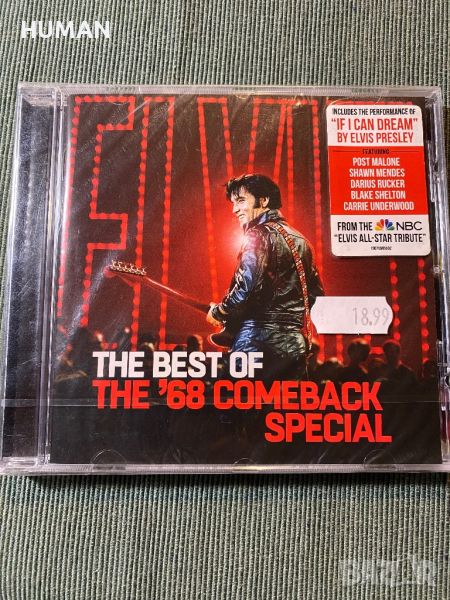 HUMAN
ELVIS
INCLUDES THE PERFORMANCE OF
"IF I CAN DREAM"
BY ELVIS PRESLEY
FEATURING
POST MALONE
SHAWN MENDES
DARIUS RUCKER
BLAKE SHELTON
CARRIE UNDERWOOD
FROM THE NBC
"ELVIS ALL-STAR TRIBUTE"
18.99
THE BEST OF
THE '68 COMEBACK
SPECIAL
BAZAR